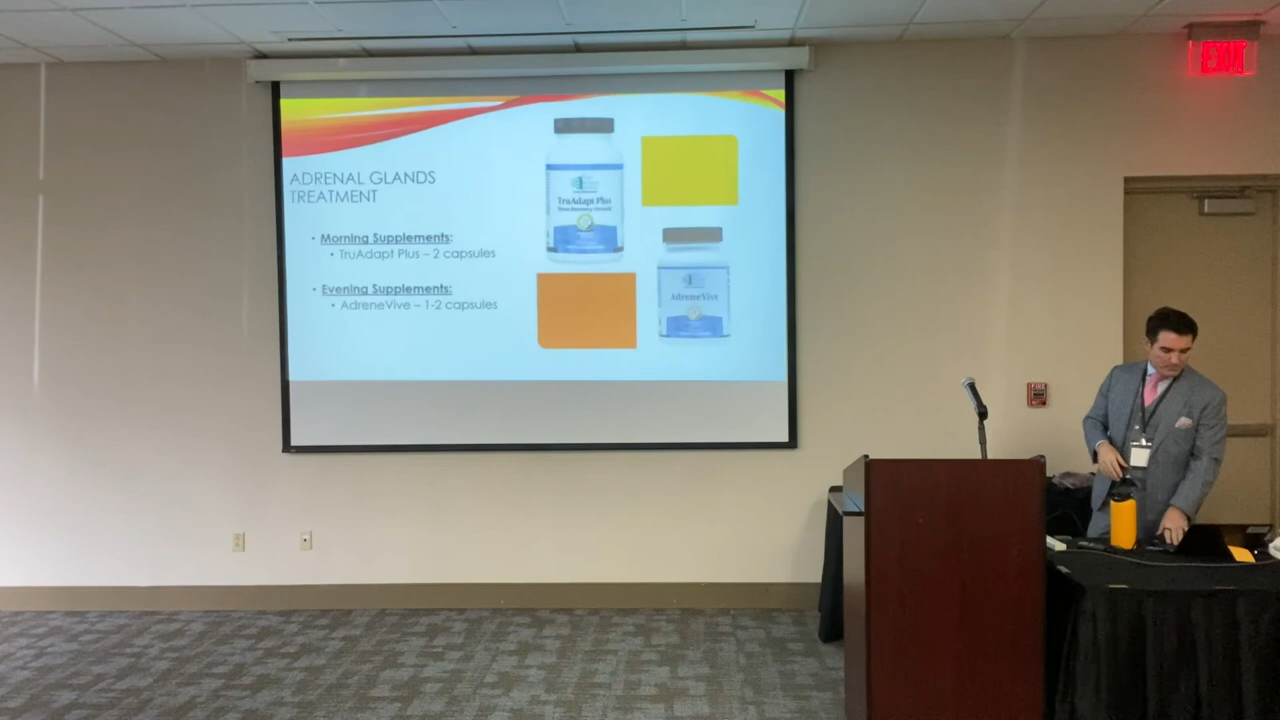 EXIT
ADRENAL GLANDS
TREATMENT
• Morning Supplements:
• TruAdapt Plus – 2 capsules
• Evening Supplements:
• AdreneVive – 1-2 capsules
TruAdapt Plus
AdreneVive
FIRE